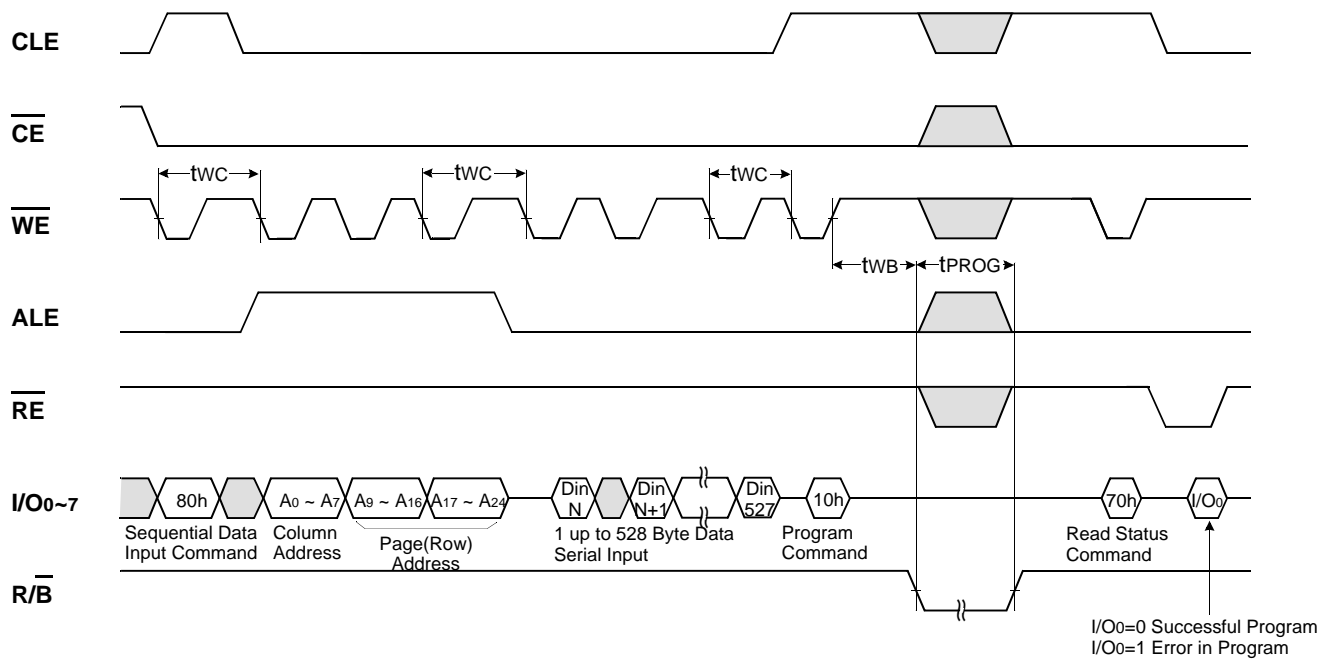 CLE
CE
tWC
tWC
tWC
WE
tWB
tPROG
ALE
RE
I/O0~7
80h
A0 ~ A7
A9 ~ A16
A17 ~ A24
Din
N
Din
N+1
Din
527
10h
70h
I/O0
Sequential Data
Input Command
Column
Address
Page(Row)
Address
1 up to 528 Byte Data
Serial Input
Program
Command
Read Status
Command
R/B
I/O0=0 Successful Program
I/O0=1 Error in Program